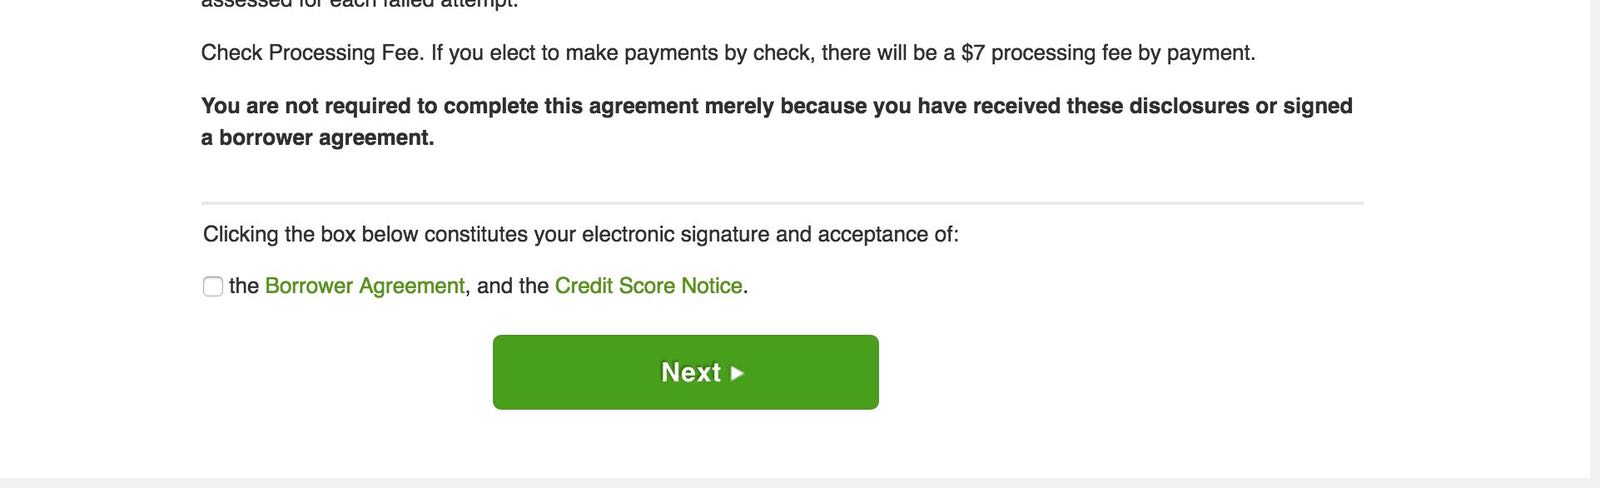 assessed for each failed attempt.
Check Processing Fee. If you elect to make payments by check, there will be a $7 processing fee by payment.
You are not required to complete this agreement merely because you have received these disclosures or signed
a borrower agreement.
Clicking the box below constitutes your electronic signature and acceptance of:
the Borrower Agreement, and the Credit Score Notice.
Next